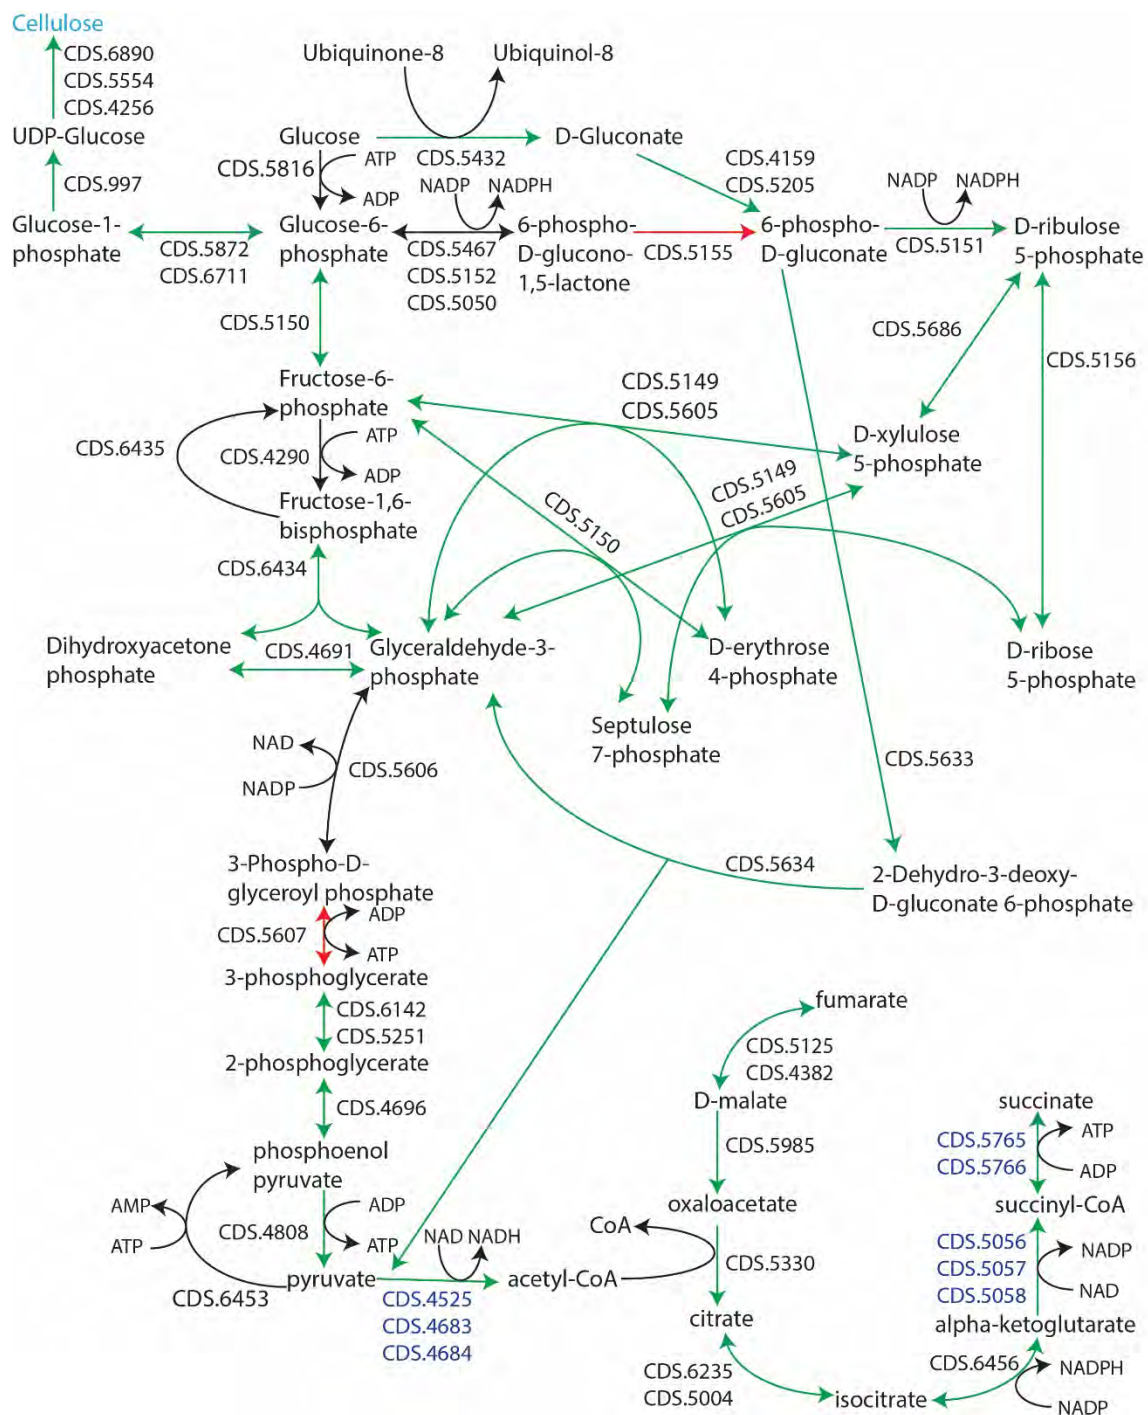 Cellulose
CDS.6890
CDS.5554
CDS.4256
UDP-Glucose
CDS.997
Glucose-1-
phosphate
CDS.5872
CDS.6711
Ubiquinone-8
Ubiquinol-8
Glucose
CDS.5432
D-Gluconate
CDS.5816
ATP
ADP
NADP
NADPH
CDS.4159
CDS.5205
Glucose-6-
phosphate
CDS.5467
CDS.5152
CDS.5050
6-phospho-
D-glucono-
1,5-lactone
CDS.5155
6-phospho-
D-gluconate
NADP
NADPH
CDS.5151
D-ribulose
5-phosphate
CDS.5150
CDS.5686
CDS.5156
Fructose-6-
phosphate
CDS.5149
CDS.5605
CDS.6435
CDS.4290
ATP
ADP
D-xylulose
5-phosphate
CDS.5149
CDS.5605
Fructose-1,6-
bisphosphate
CDS.5150
CDS.6434
Dihydroxyacetone
phosphate
CDS.4691
Glyceraldehyde-3-
phosphate
D-erythrose
4-phosphate
D-ribose
5-phosphate
Septulose
7-phosphate
NAD
NADP
CDS.5606
CDS.5633
3-Phospho-D-
glyceroyl phosphate
CDS.5634
2-Dehydro-3-deoxy-
D-gluconate 6-phosphate
CDS.5607
ADP
ATP
3-phosphoglycerate
CDS.6142
CDS.5251
2-phosphoglycerate
CDS.4696
phosphoenol
pyruvate
AMP
ATP
CDS.4808
ADP
ATP
CDS.6453
pyruvate
NAD
NADH
CDS.4525
CDS.4683
CDS.4684
acetyl-CoA
CoA
fumarate
CDS.5125
CDS.4382
D-malate
CDS.5985
oxaloacetate
CDS.5330
citrate
CDS.6235
CDS.5004
isocitrate
CDS.6456
NADPH
NADP
succinate
CDS.5765
CDS.5766
ATP
ADP
succinyl-CoA
CDS.5056
CDS.5057
CDS.5058
NADP
NAD
alpha-ketoglutarate